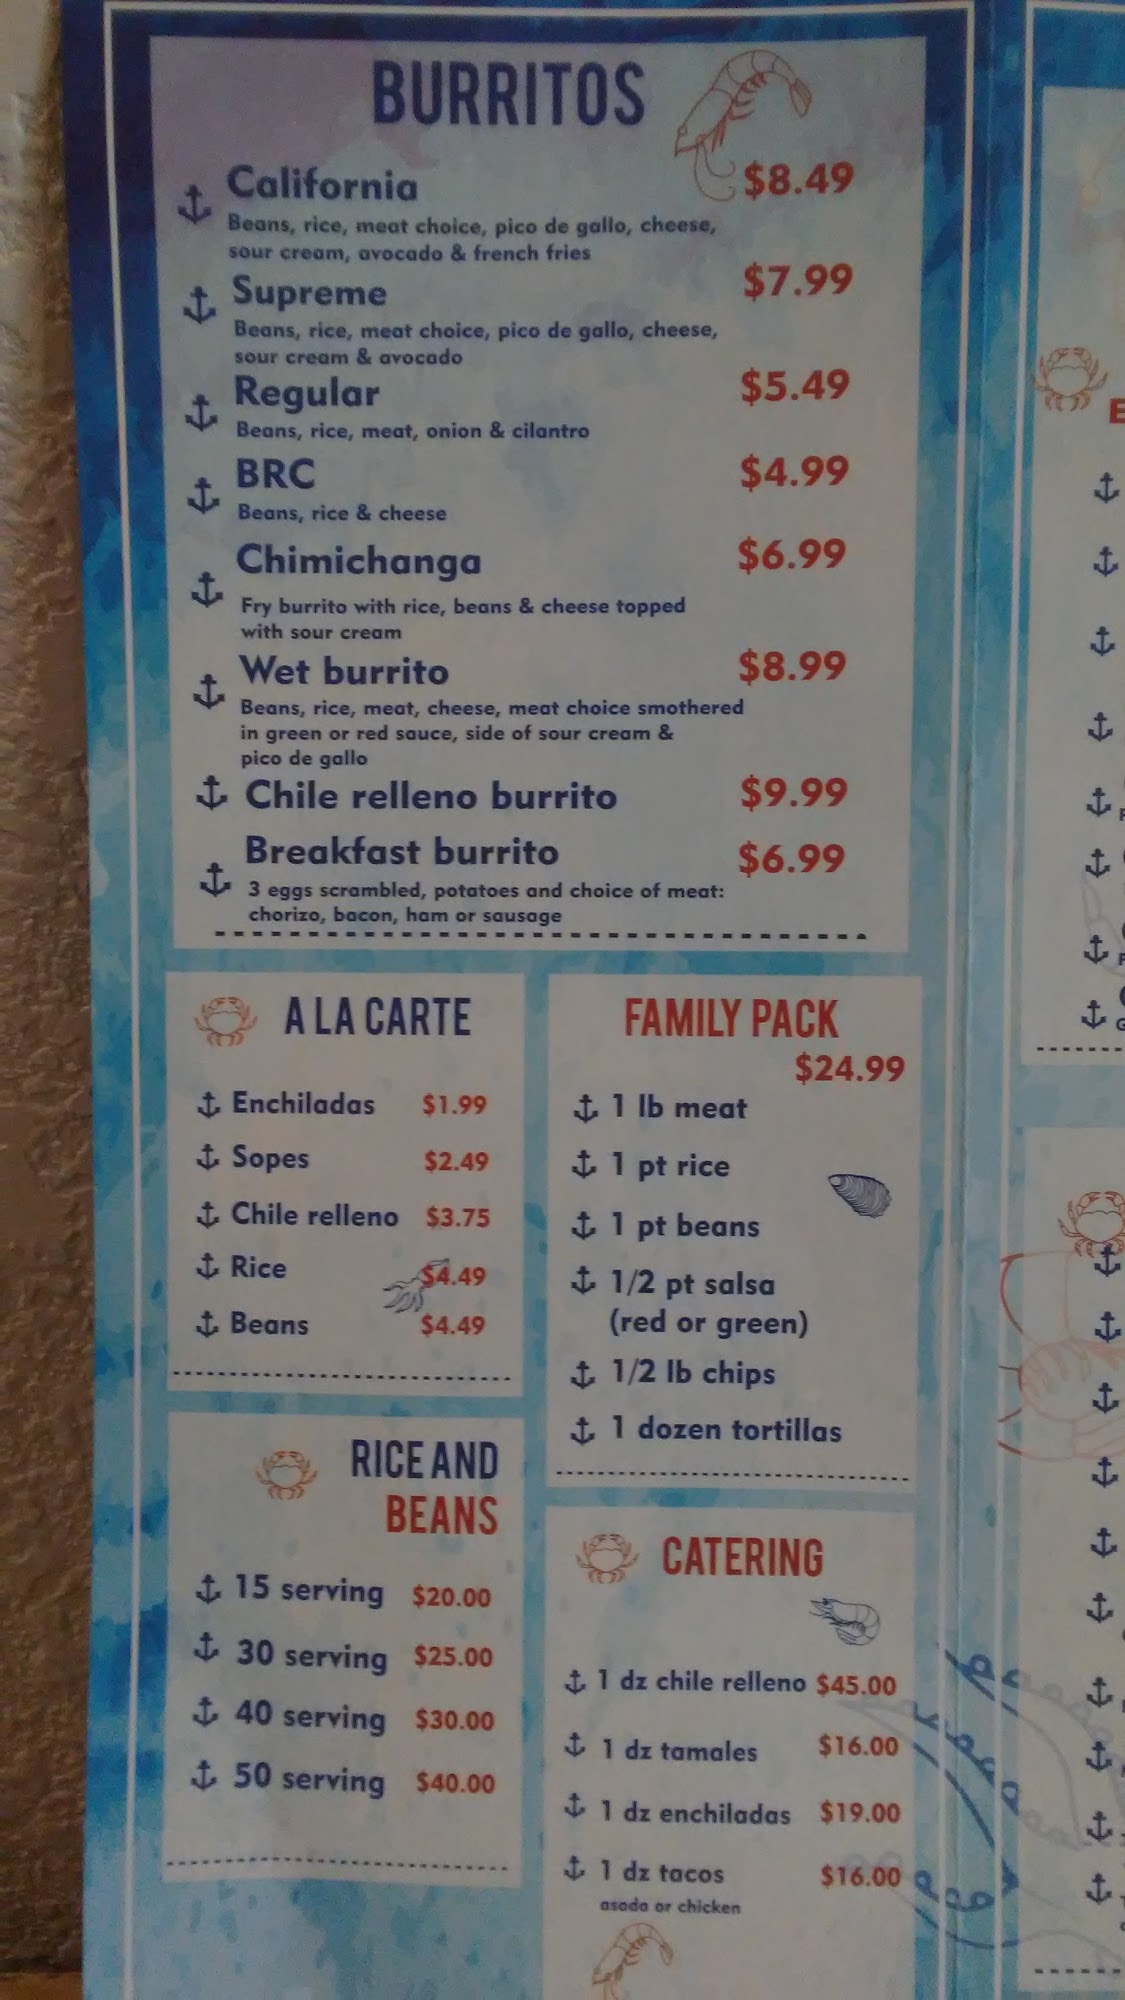 BURRITOS
California $8.49
Beans, rice, meat choice, pico de gallo, cheese,
sour cream, avocado & french fries
Supreme $7.99
Beans, rice, meat choice, pico de gallo, cheese,
sour cream & avocado
Regular $5.49
Beans, rice, meat, onion & cilantro
BRC $4.99
Beans, rice & cheese
Chimichanga $6.99
Fry burrito with rice, beans & cheese topped
with sour cream
Wet burrito $8.99
Beans, rice, meat, cheese, meat choice smothered
in green or red sauce, side of sour cream &
pico de gallo
Chile relleno burrito $9.99
Breakfast burrito $6.99
3 eggs scrambled, potatoes and choice of meat:
chorizo, bacon, ham or sausage
A LA CARTE
Enchiladas $1.99
Sopes $2.49
Chile relleno $3.75
Rice $4.49
Beans $4.49
RICE AND
BEANS
15 serving $20.00
30 serving $25.00
40 serving $30.00
50 serving $40.00
FAMILY PACK
$24.99
1 lb meat
1 pt rice
1 pt beans
1/2 pt salsa
(red or green)
1/2 lb chips
1 dozen tortillas
CATERING
1 dz chile relleno $45.00
1 dz tamales $16.00
1 dz enchiladas $19.00
1 dz tacos $16.00
asada or chicken